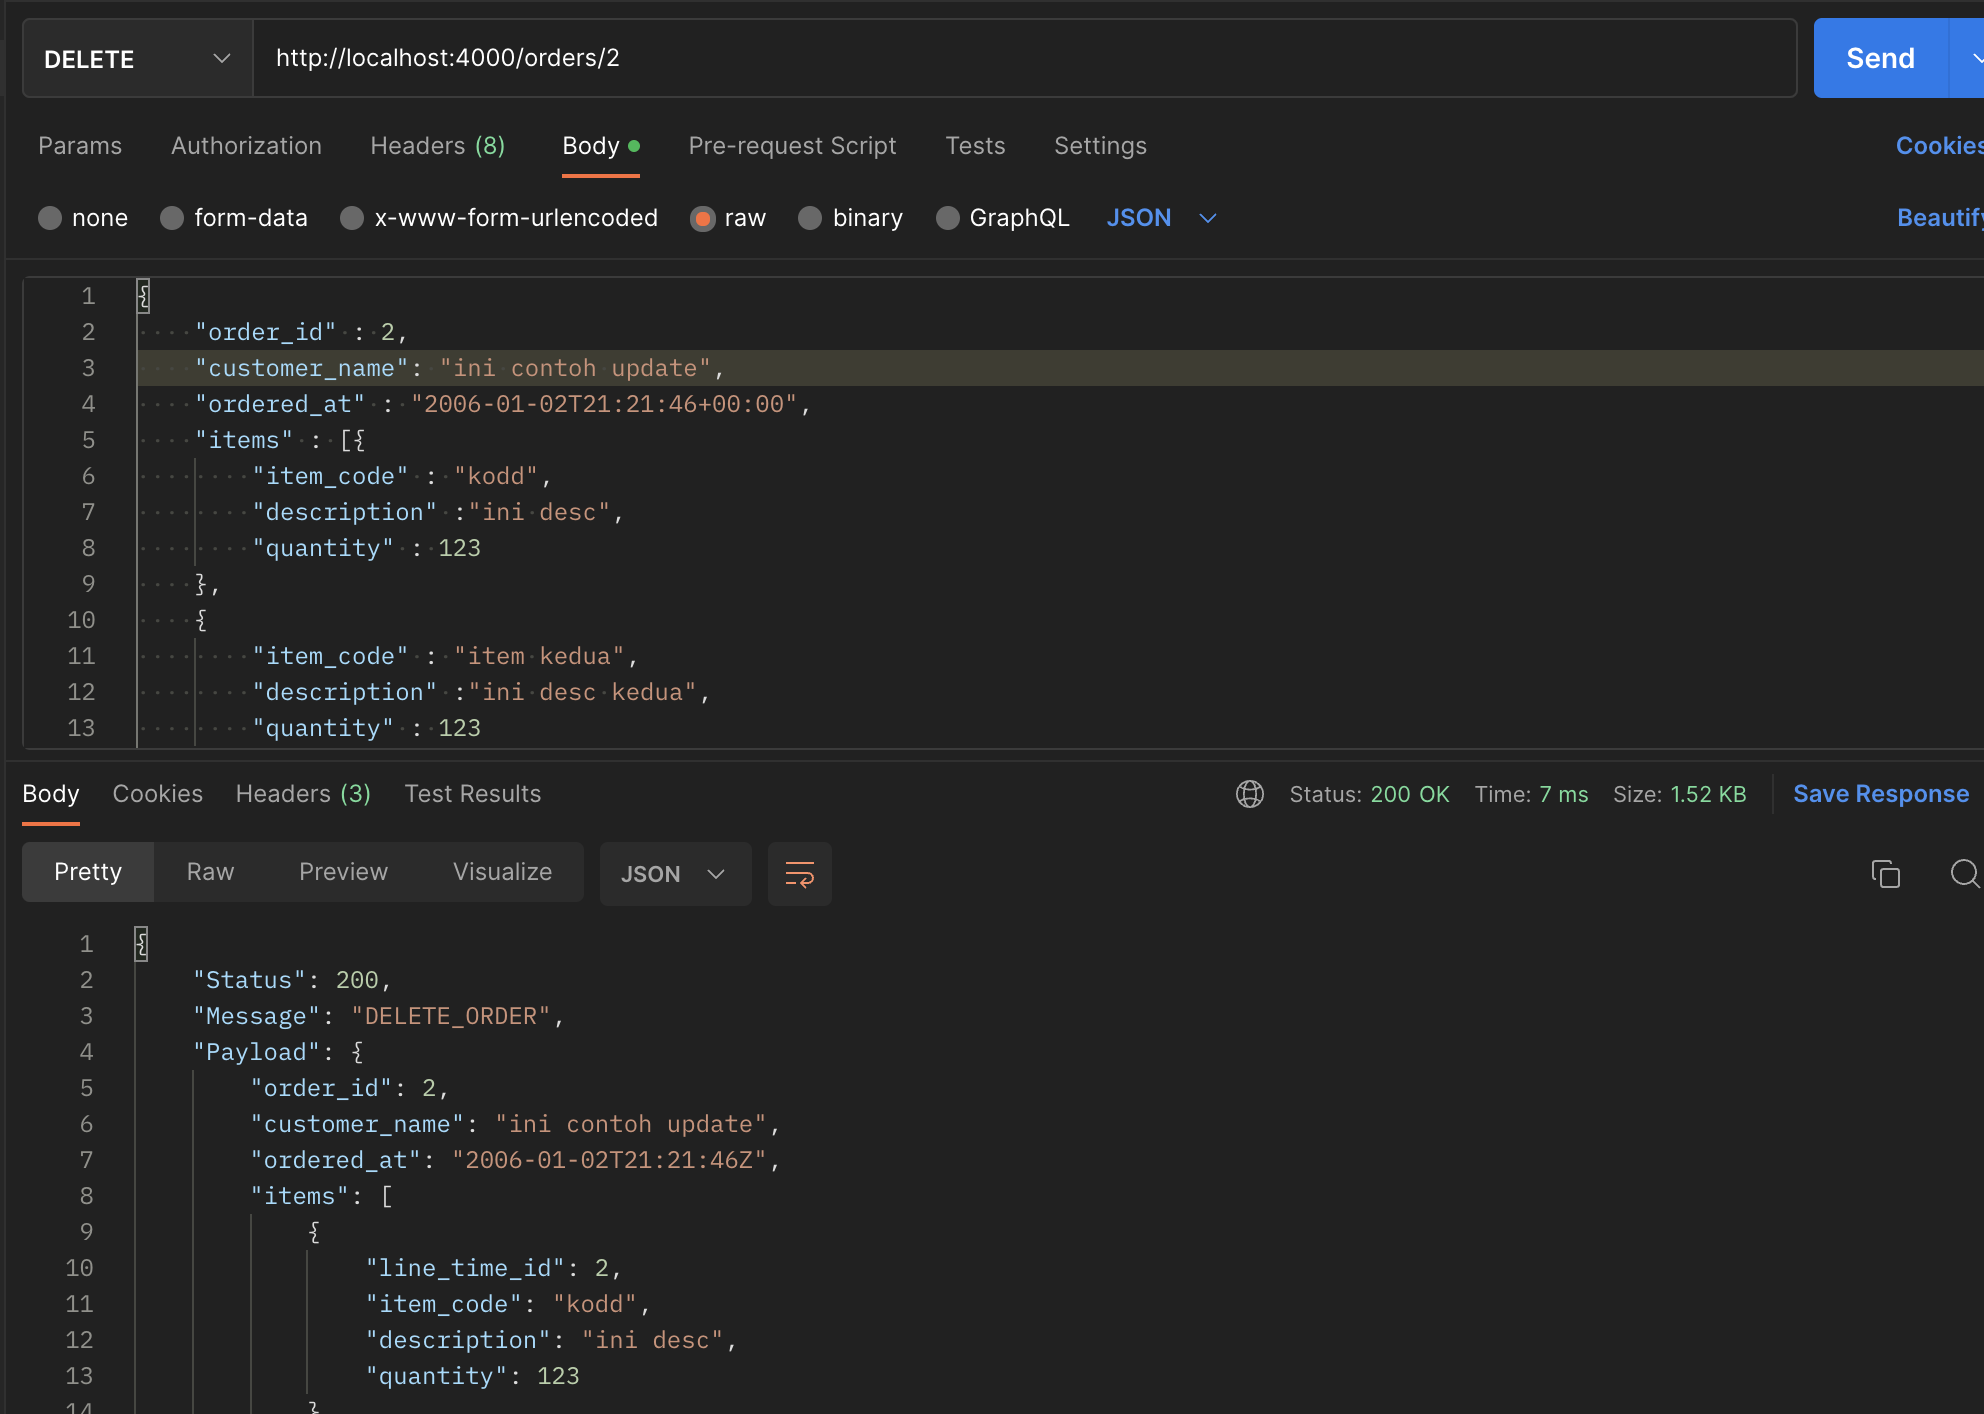 DELETE http://localhost:4000/orders/2 Send
Params Authorization Headers (8) Body Pre-request Script Tests Settings Cookies
none form-data x-www-form-urlencoded raw binary GraphQL JSON Beautify
1 {
2 "order_id" : 2,
3 "customer_name": "ini contoh update",
4 "ordered_at" : "2006-01-02T21:21:46+00:00",
5 "items" : [{
6 "item_code" : "kodd",
7 "description" :"ini desc",
8 "quantity" : 123
9 },
10 {
11 "item_code" : "item kedua",
12 "description" :"ini desc kedua",
13 "quantity" : 123
Body Cookies Headers (3) Test Results Status: 200 OK Time: 7 ms Size: 1.52 KB Save Response
Pretty Raw Preview Visualize JSON
1 {
2 "Status": 200,
3 "Message": "DELETE_ORDER",
4 "Payload": {
5 "order_id": 2,
6 "customer_name": "ini contoh update",
7 "ordered_at": "2006-01-02T21:21:46Z",
8 "items": [
9 {
10 "line_time_id": 2,
11 "item_code": "kodd",
12 "description": "ini desc",
13 "quantity": 123
14 }